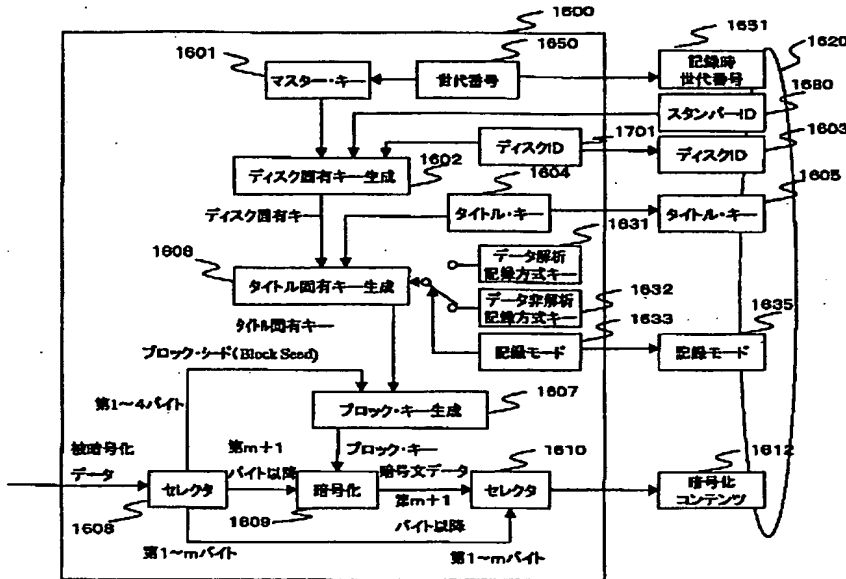 1600
1601
1650
1651
1620
マスター・キー
世代番号
記録時
世代番号
1680
スタンパーID
1701
1603
ディスクID
ディスクID
ディスク固有キー生成
1602
1604
1605
ディスク固有キー
タイトル・キー
タイトル・キー
1631
1608
データ解析
記録方式キー
タイトル固有キー生成
1632
データ非解析
記録方式キー
1633
1635
タイトル固有キー
記録モード
記録モード
ブロック・シード(Block Seed)
第1～4バイト
1607
ブロック・キー生成
被暗号化
データ
第m+1
バイト以降
ブロック・キー
暗号文データ
1610
1612
セレクタ
暗号化
第m+1
バイト以降
セレクタ
暗号化
コンテンツ
1608
1609
第1～mバイト
第1～mバイト